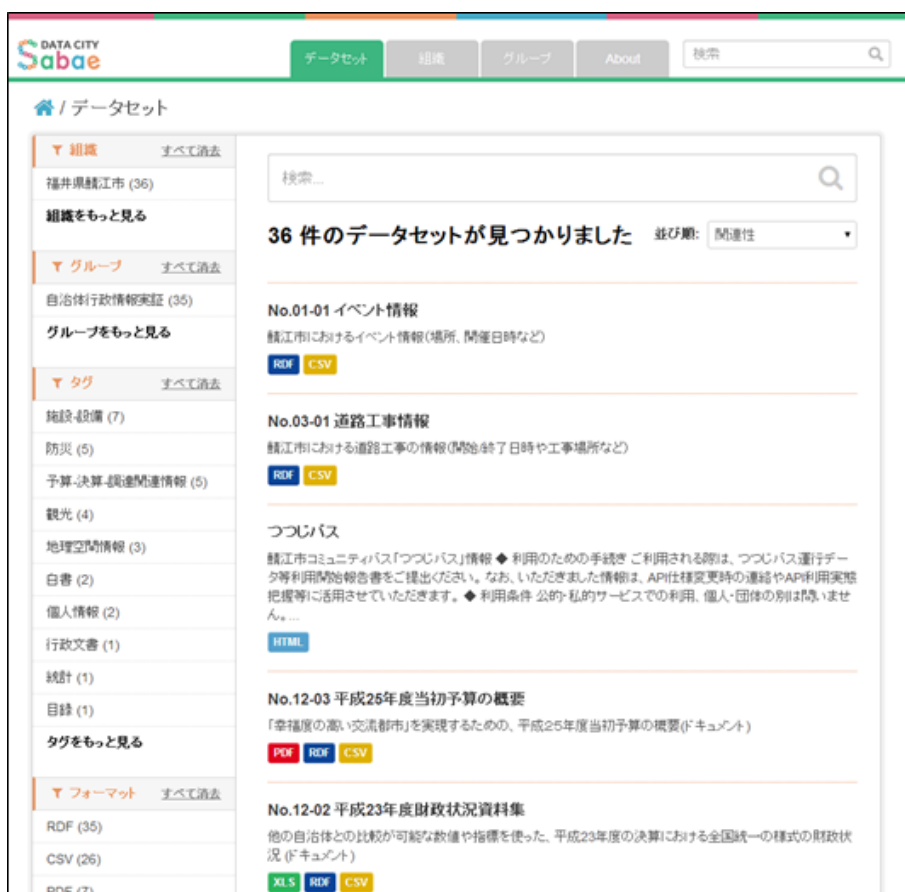 DATA CITY
Sabae
データセット
組織
グループ
About
検索
/ データセット
組織 すべて消去
福井県鯖江市 (36)
組織をもっと見る
グループ すべて消去
自治体行政情報実証 (35)
グループをもっと見る
タグ すべて消去
施設-設備 (7)
防災 (5)
予算-決算-調達関連情報 (5)
観光 (4)
地理空間情報 (3)
白書 (2)
個人情報 (2)
行政文書 (1)
統計 (1)
目録 (1)
タグをもっと見る
フォーマット すべて消去
RDF (35)
CSV (26)
PDF (7)
検索...
36 件のデータセットが見つかりました 並び順: 関連性
No.01-01 イベント情報
鯖江市におけるイベント情報(場所、開催日時など)
RDF CSV
No.03-01 道路工事情報
鯖江市における道路工事の情報(開始/終了日時や工事場所など)
RDF CSV
つつじバス
鯖江市コミュニティバス「つつじバス」情報 ◆ 利用のための手続き ご利用される際は、つつじバス運行デー
タ等利用開始報告書をご提出ください。なお、いただきました情報は、API仕様変更時の連絡やAPI利用実態
把握等に活用させていただきます。◆ 利用条件 公的・私的サービスでの利用、個人・団体の別は問いませ
ん。...
HTML
No.12-03 平成25年度当初予算の概要
「幸福度の高い交流都市」を実現するための、平成25年度当初予算の概要(ドキュメント)
PDF RDF CSV
No.12-02 平成23年度財政状況資料集
他の自治体との比較が可能な数値や指標を使った、平成23年度の決算における全国統一の様式の財政状
況 (ドキュメント)
XLS RDF CSV